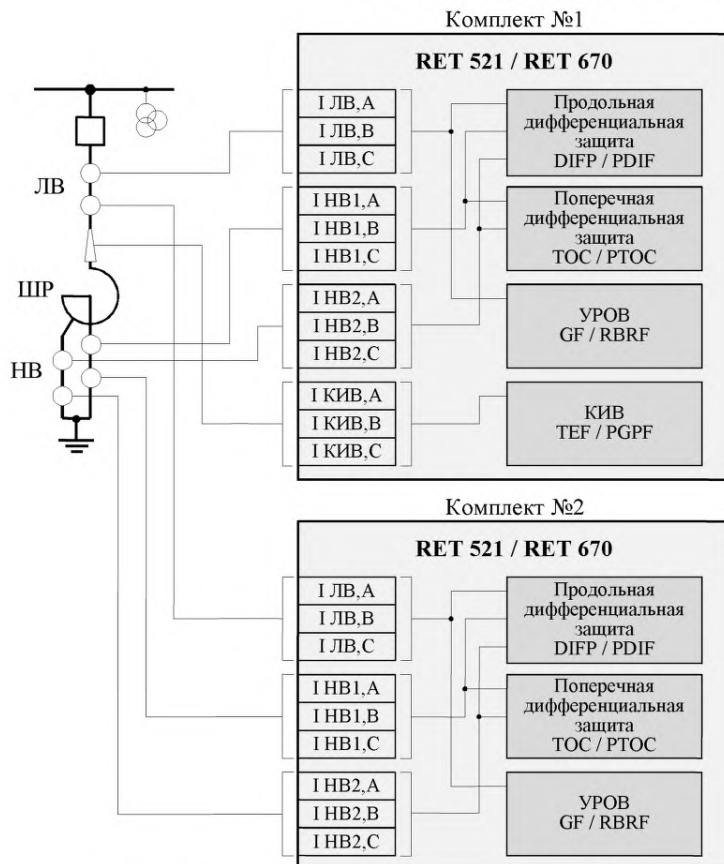 Комплект №1
RET 521 / RET 670
I ЛВ,A
I ЛВ,B
I ЛВ,C
Продольная
дифференциальная
защита
DIFP / PDIF
ЛВ
I НВ1,A
I НВ1,B
I НВ1,C
Поперечная
дифференциальная
защита
TOC / PTOC
ШР
I НВ2,A
I НВ2,B
I НВ2,C
УРОВ
GF / RBRF
НВ
I КИВ,A
I КИВ,B
I КИВ,C
КИВ
TEF / PGPF
Комплект №2
RET 521 / RET 670
I ЛВ,A
I ЛВ,B
I ЛВ,C
Продольная
дифференциальная
защита
DIFP / PDIF
I НВ1,A
I НВ1,B
I НВ1,C
Поперечная
дифференциальная
защита
TOC / PTOC
I НВ2,A
I НВ2,B
I НВ2,C
УРОВ
GF / RBRF